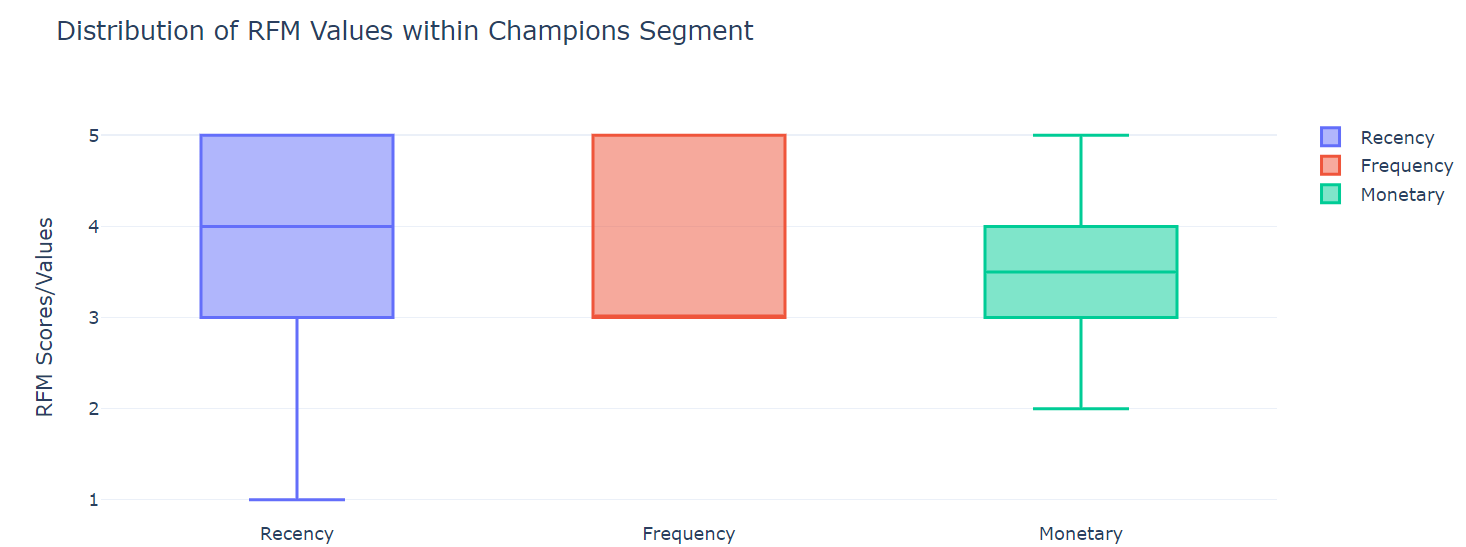 Distribution of RFM Values within Champions Segment
RFM Scores/Values
5
4
3
2
1
Recency
Frequency
Monetary
Recency
Frequency
Monetary